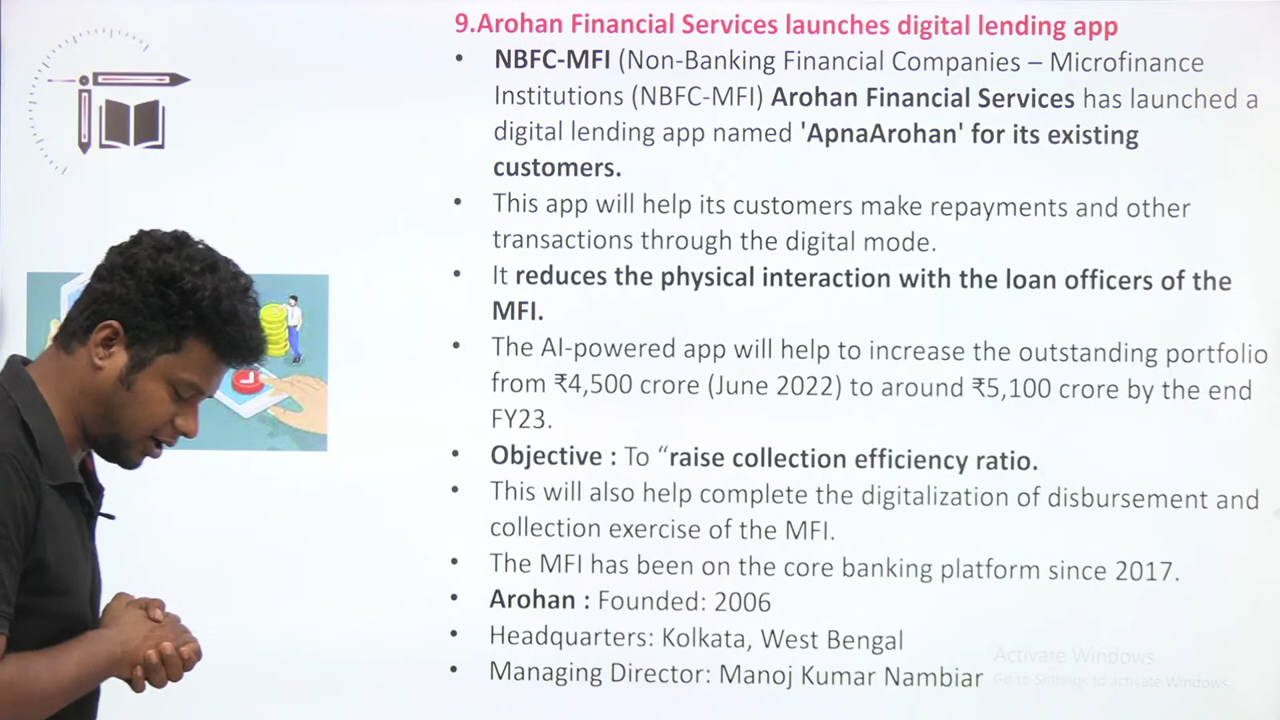 9.Arohan Financial Services launches digital lending app
• NBFC-MFI (Non-Banking Financial Companies – Microfinance
Institutions (NBFC-MFI) Arohan Financial Services has launched a
digital lending app named 'ApnaArohan' for its existing
customers.
• This app will help its customers make repayments and other
transactions through the digital mode.
• It reduces the physical interaction with the loan officers of the
MFI.
• The AI-powered app will help to increase the outstanding portfolio
from ₹4,500 crore (June 2022) to around ₹5,100 crore by the end
FY23.
• Objective : To “raise collection efficiency ratio.
• This will also help complete the digitalization of disbursement and
collection exercise of the MFI.
• The MFI has been on the core banking platform since 2017.
• Arohan : Founded: 2006
• Headquarters: Kolkata, West Bengal
• Managing Director: Manoj Kumar Nambiar
Activate Windows
Go to Settings to activate Windows.